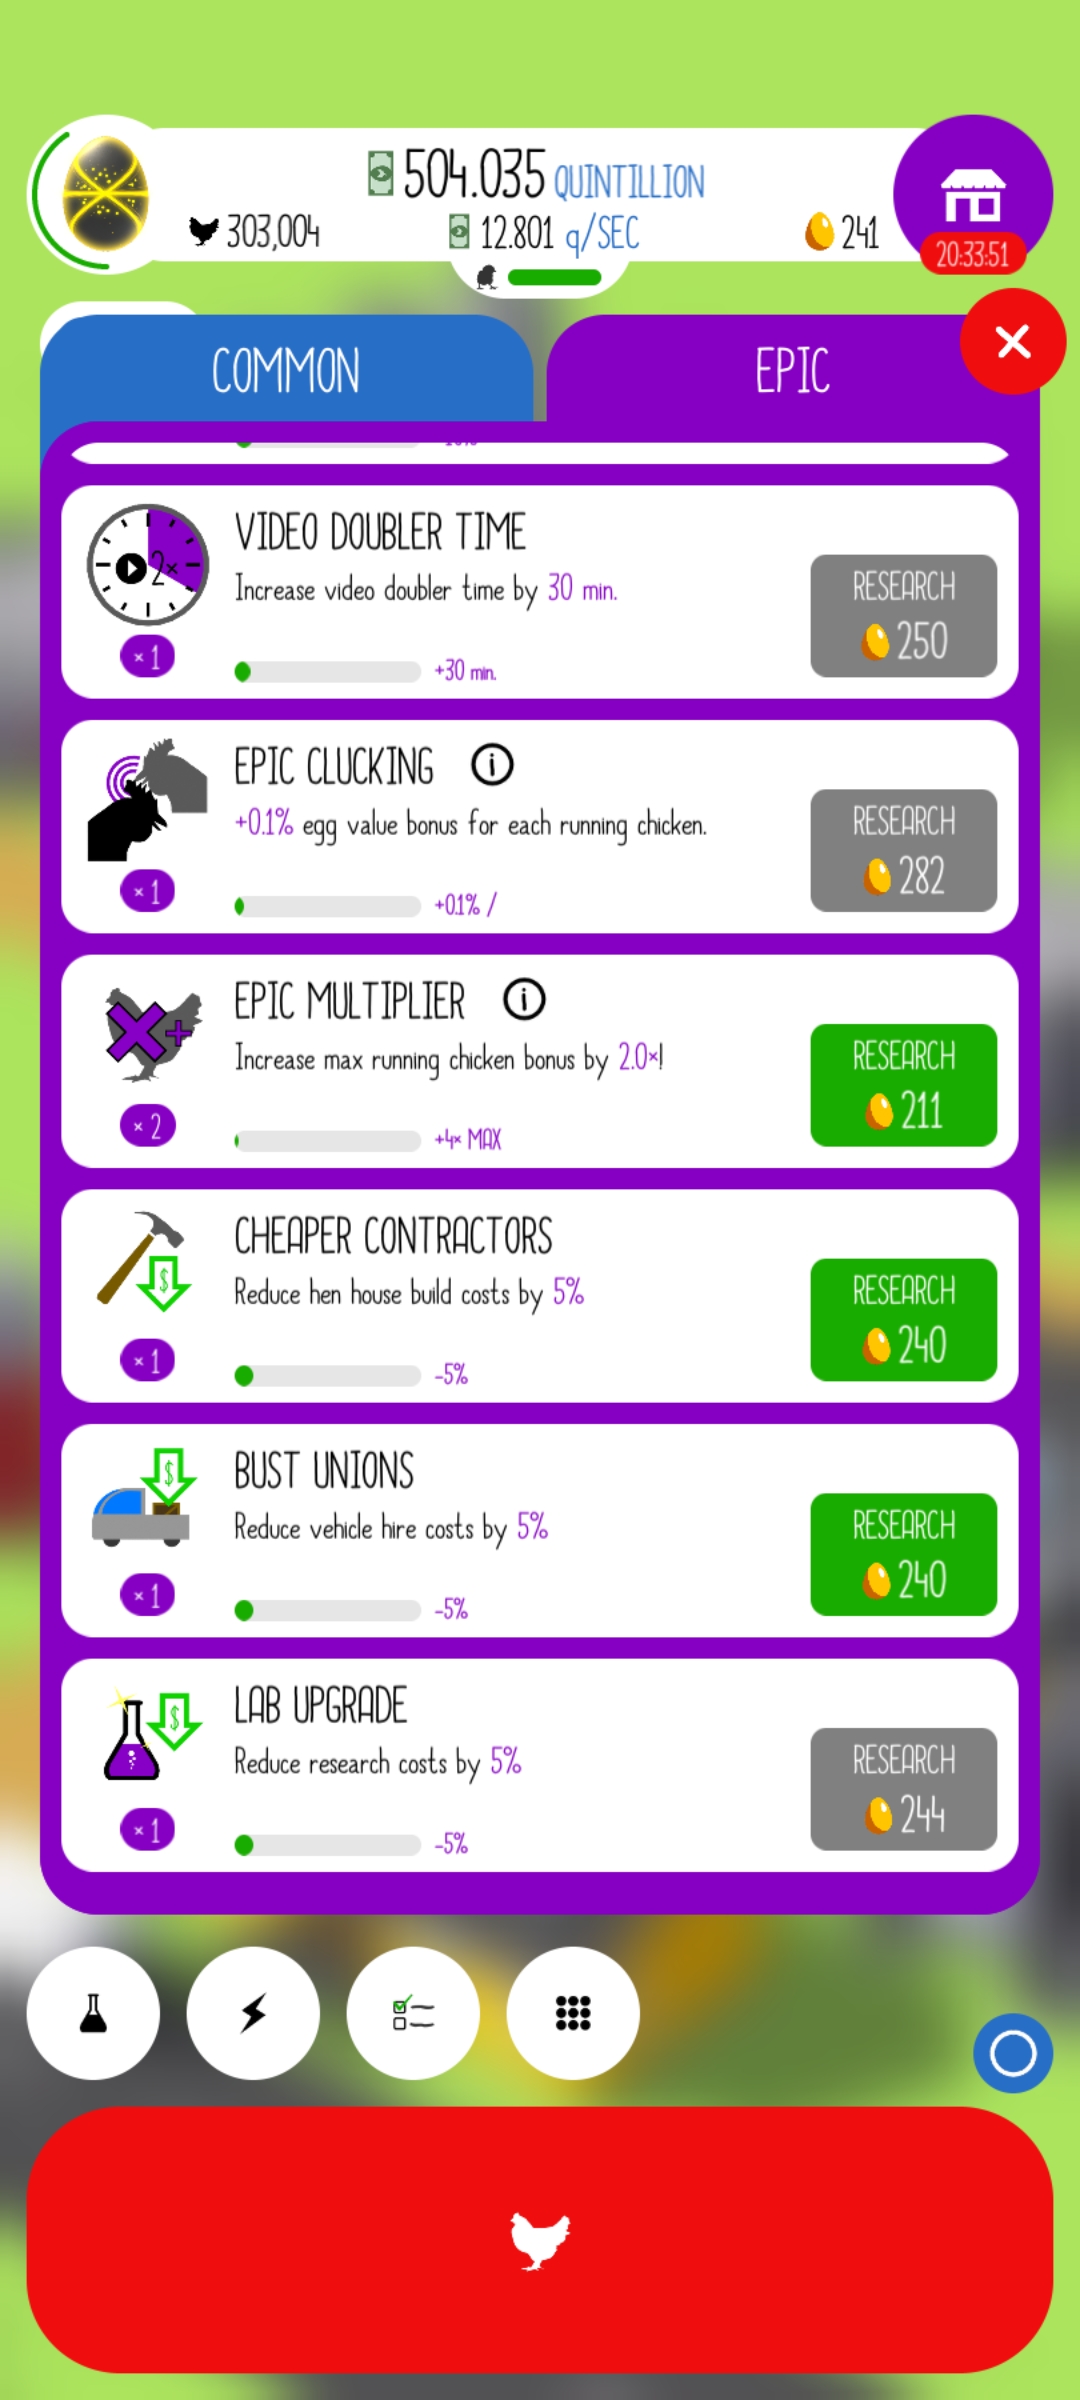 504.035 QUINTILLION
303,004
12.801 q/SEC
241
20:33:51
COMMON
EPIC
VIDEO DOUBLER TIME
Increase video doubler time by 30 min.
2×
× 1
+30 min.
RESEARCH
250
EPIC CLUCKING i
+0.1% egg value bonus for each running chicken.
× 1
+0.1% /
RESEARCH
282
EPIC MULTIPLIER i
Increase max running chicken bonus by 2.0×!
× 2
+4× MAX
RESEARCH
211
CHEAPER CONTRACTORS
Reduce hen house build costs by 5%
$
× 1
-5%
RESEARCH
240
BUST UNIONS
Reduce vehicle hire costs by 5%
$
× 1
-5%
RESEARCH
240
LAB UPGRADE
Reduce research costs by 5%
$
× 1
-5%
RESEARCH
244